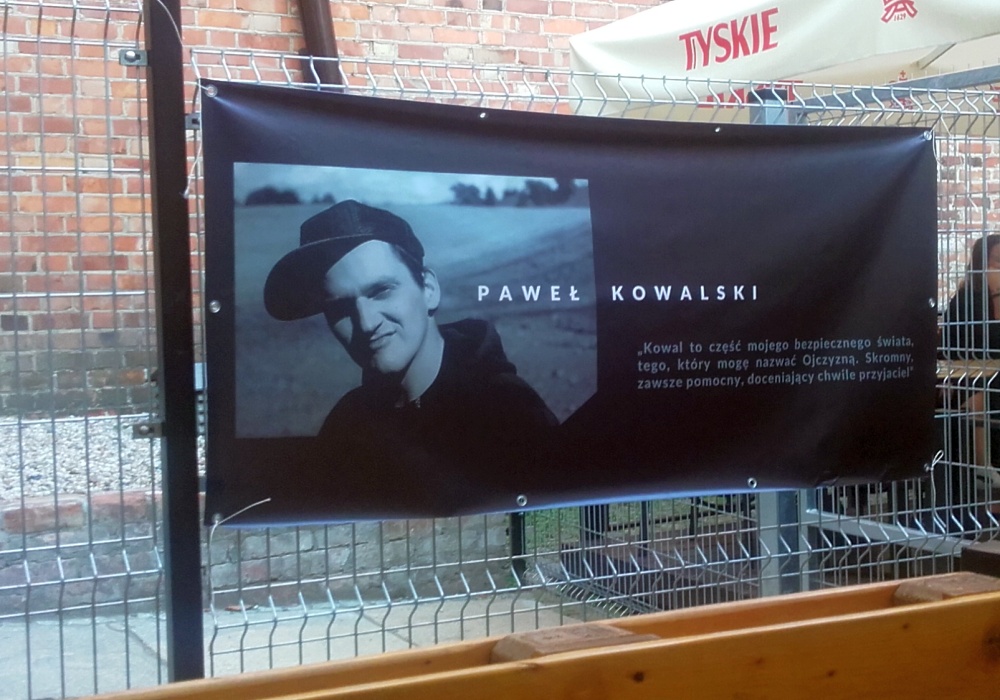 TYSKIE
1629
PAWEŁ KOWALSKI
„Kowal to część mojego bezpiecznego świata,
tego, który mogę nazwać Ojczyzną. Skromny,
zawsze pomocny, doceniający chwile przyjaciel"